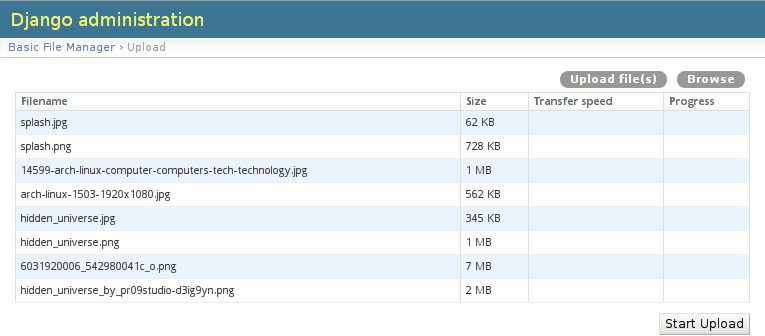 Django administration
Basic File Manager › Upload
Upload file(s) Browse
Filename Size Transfer speed Progress
splash.jpg 62 KB
splash.png 728 KB
14599-arch-linux-computer-computers-tech-technology.jpg 1 MB
arch-linux-1503-1920x1080.jpg 562 KB
hidden_universe.jpg 345 KB
hidden_universe.png 1 MB
6031920006_542980041c_o.png 7 MB
hidden_universe_by_pr09studio-d3ig9yn.png 2 MB
Start Upload